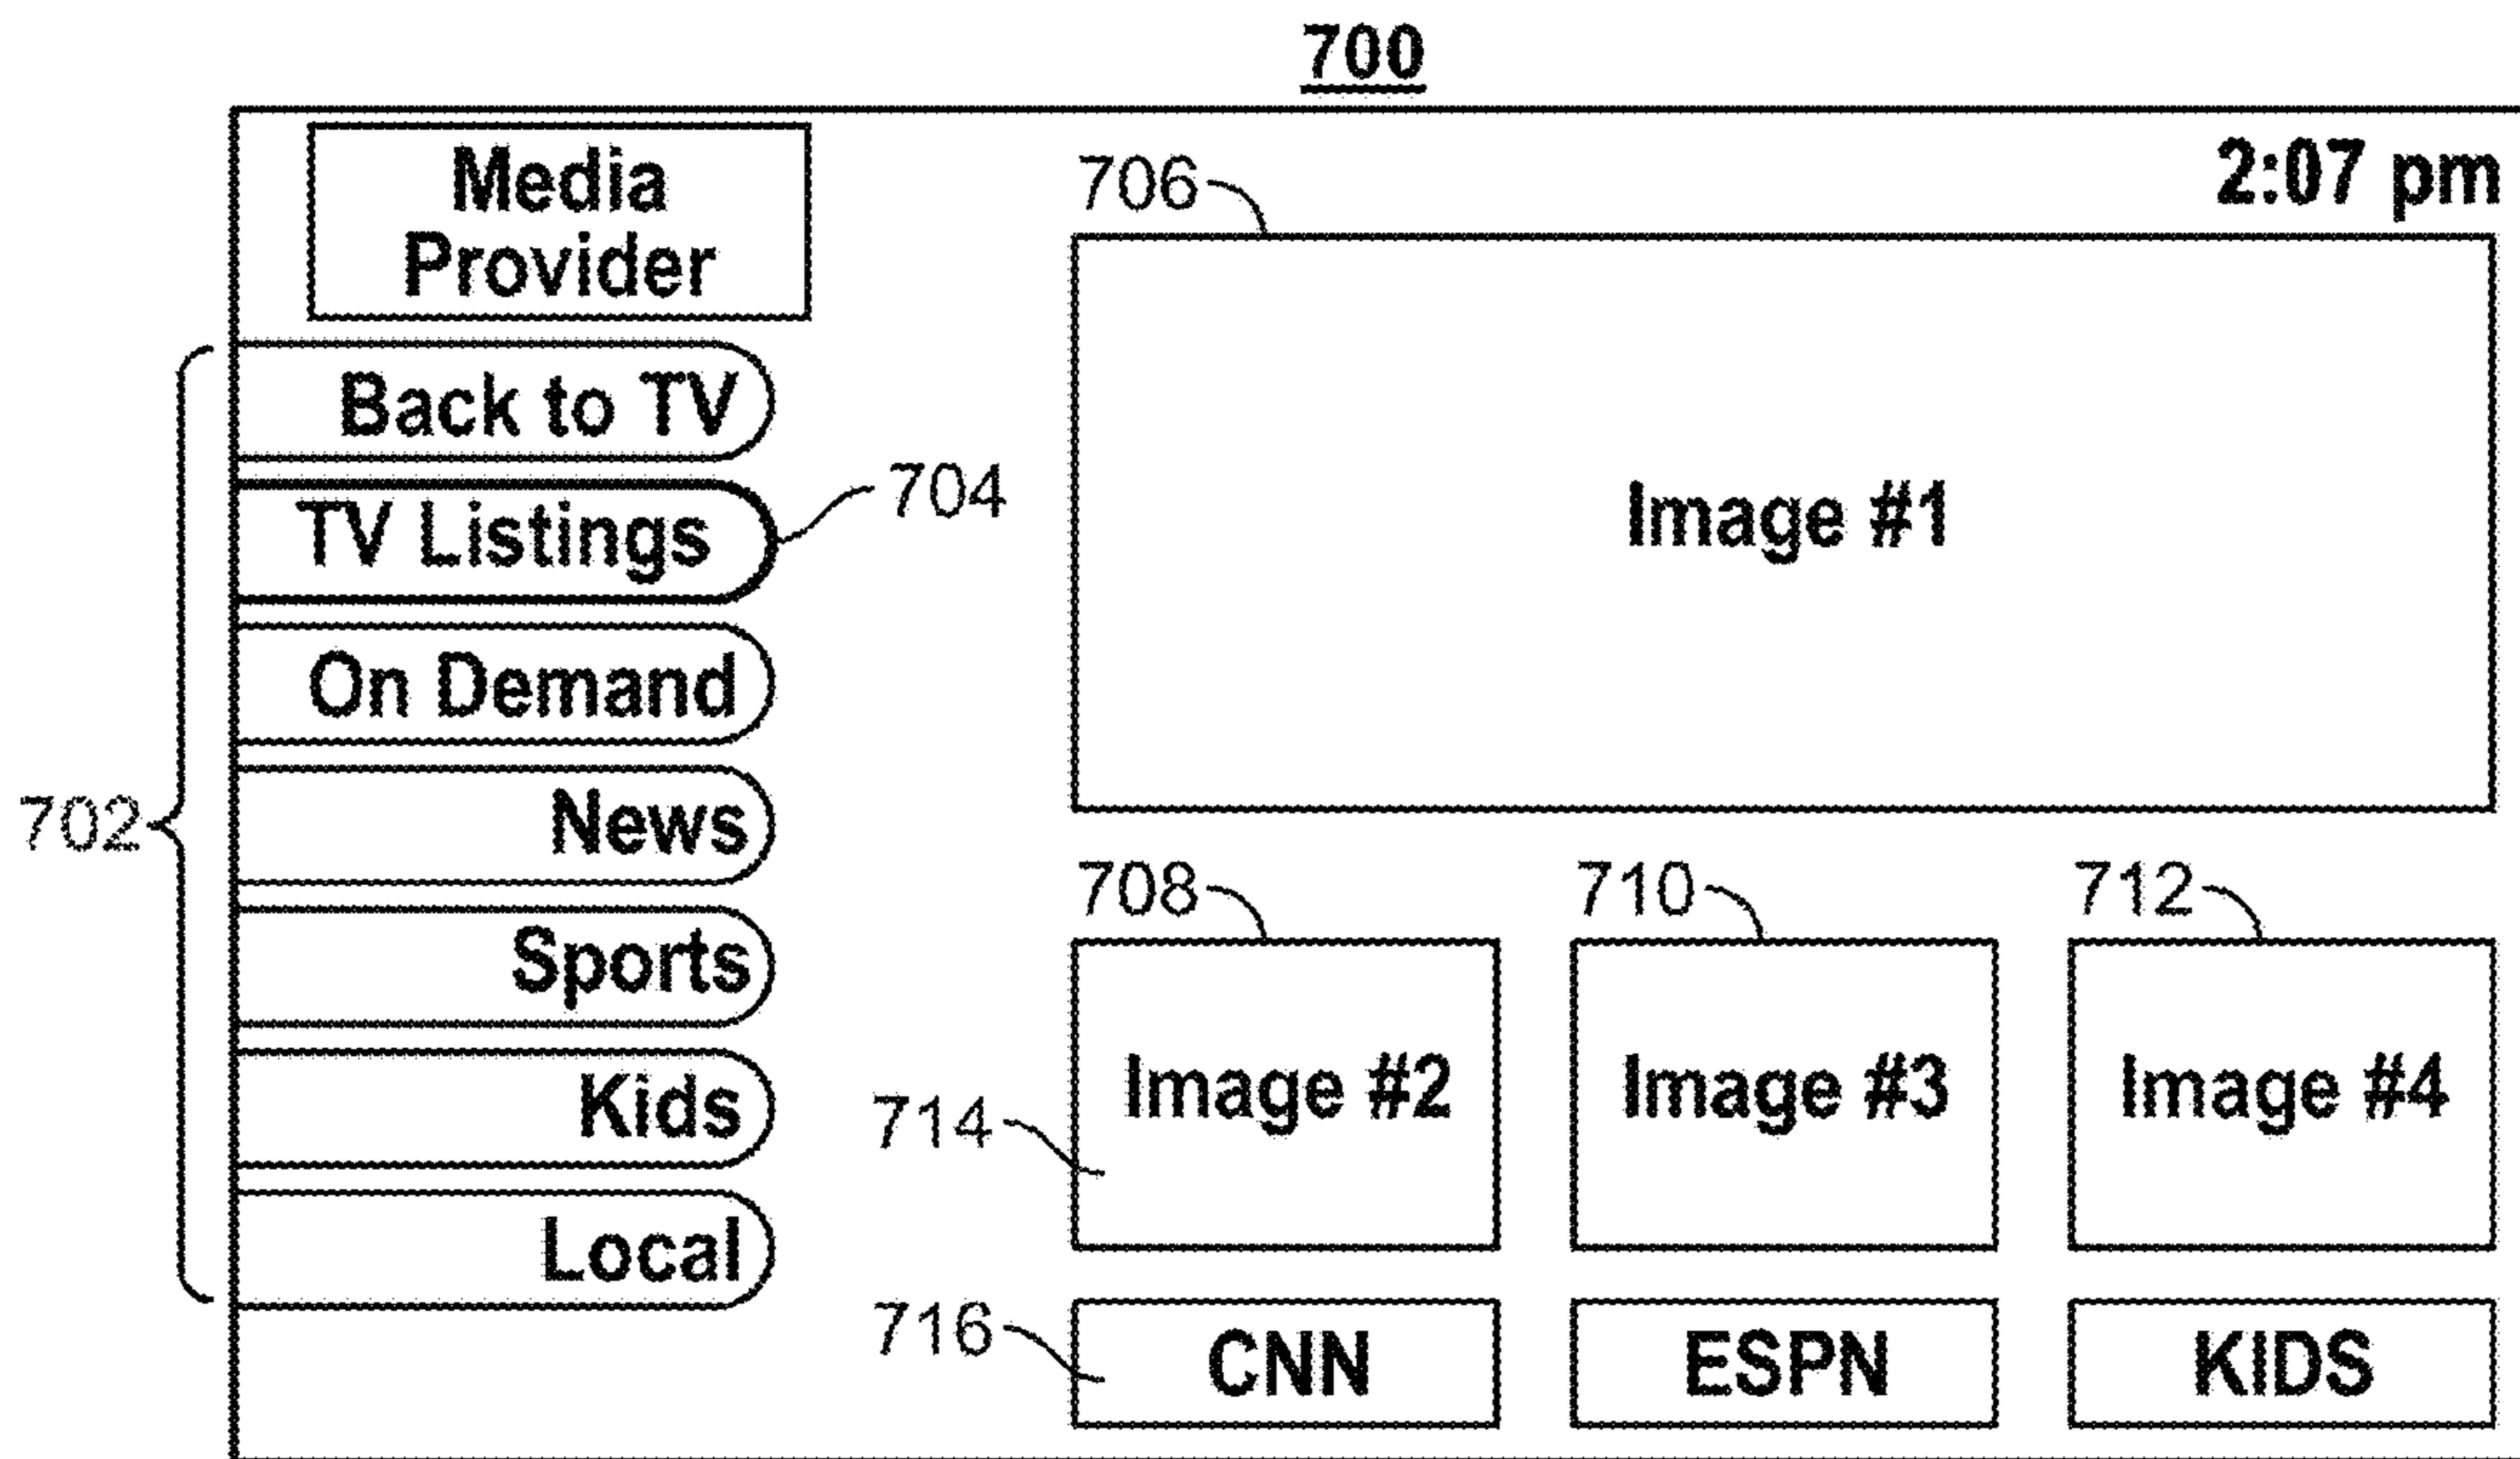 700
Media
Provider
2:07 pm
706
Back to TV
TV Listings
704
Image #1
On Demand
News
702
Sports
Kids
Local
708
710
712
Image #2
Image #3
Image #4
714
716
CNN
ESPN
KIDS